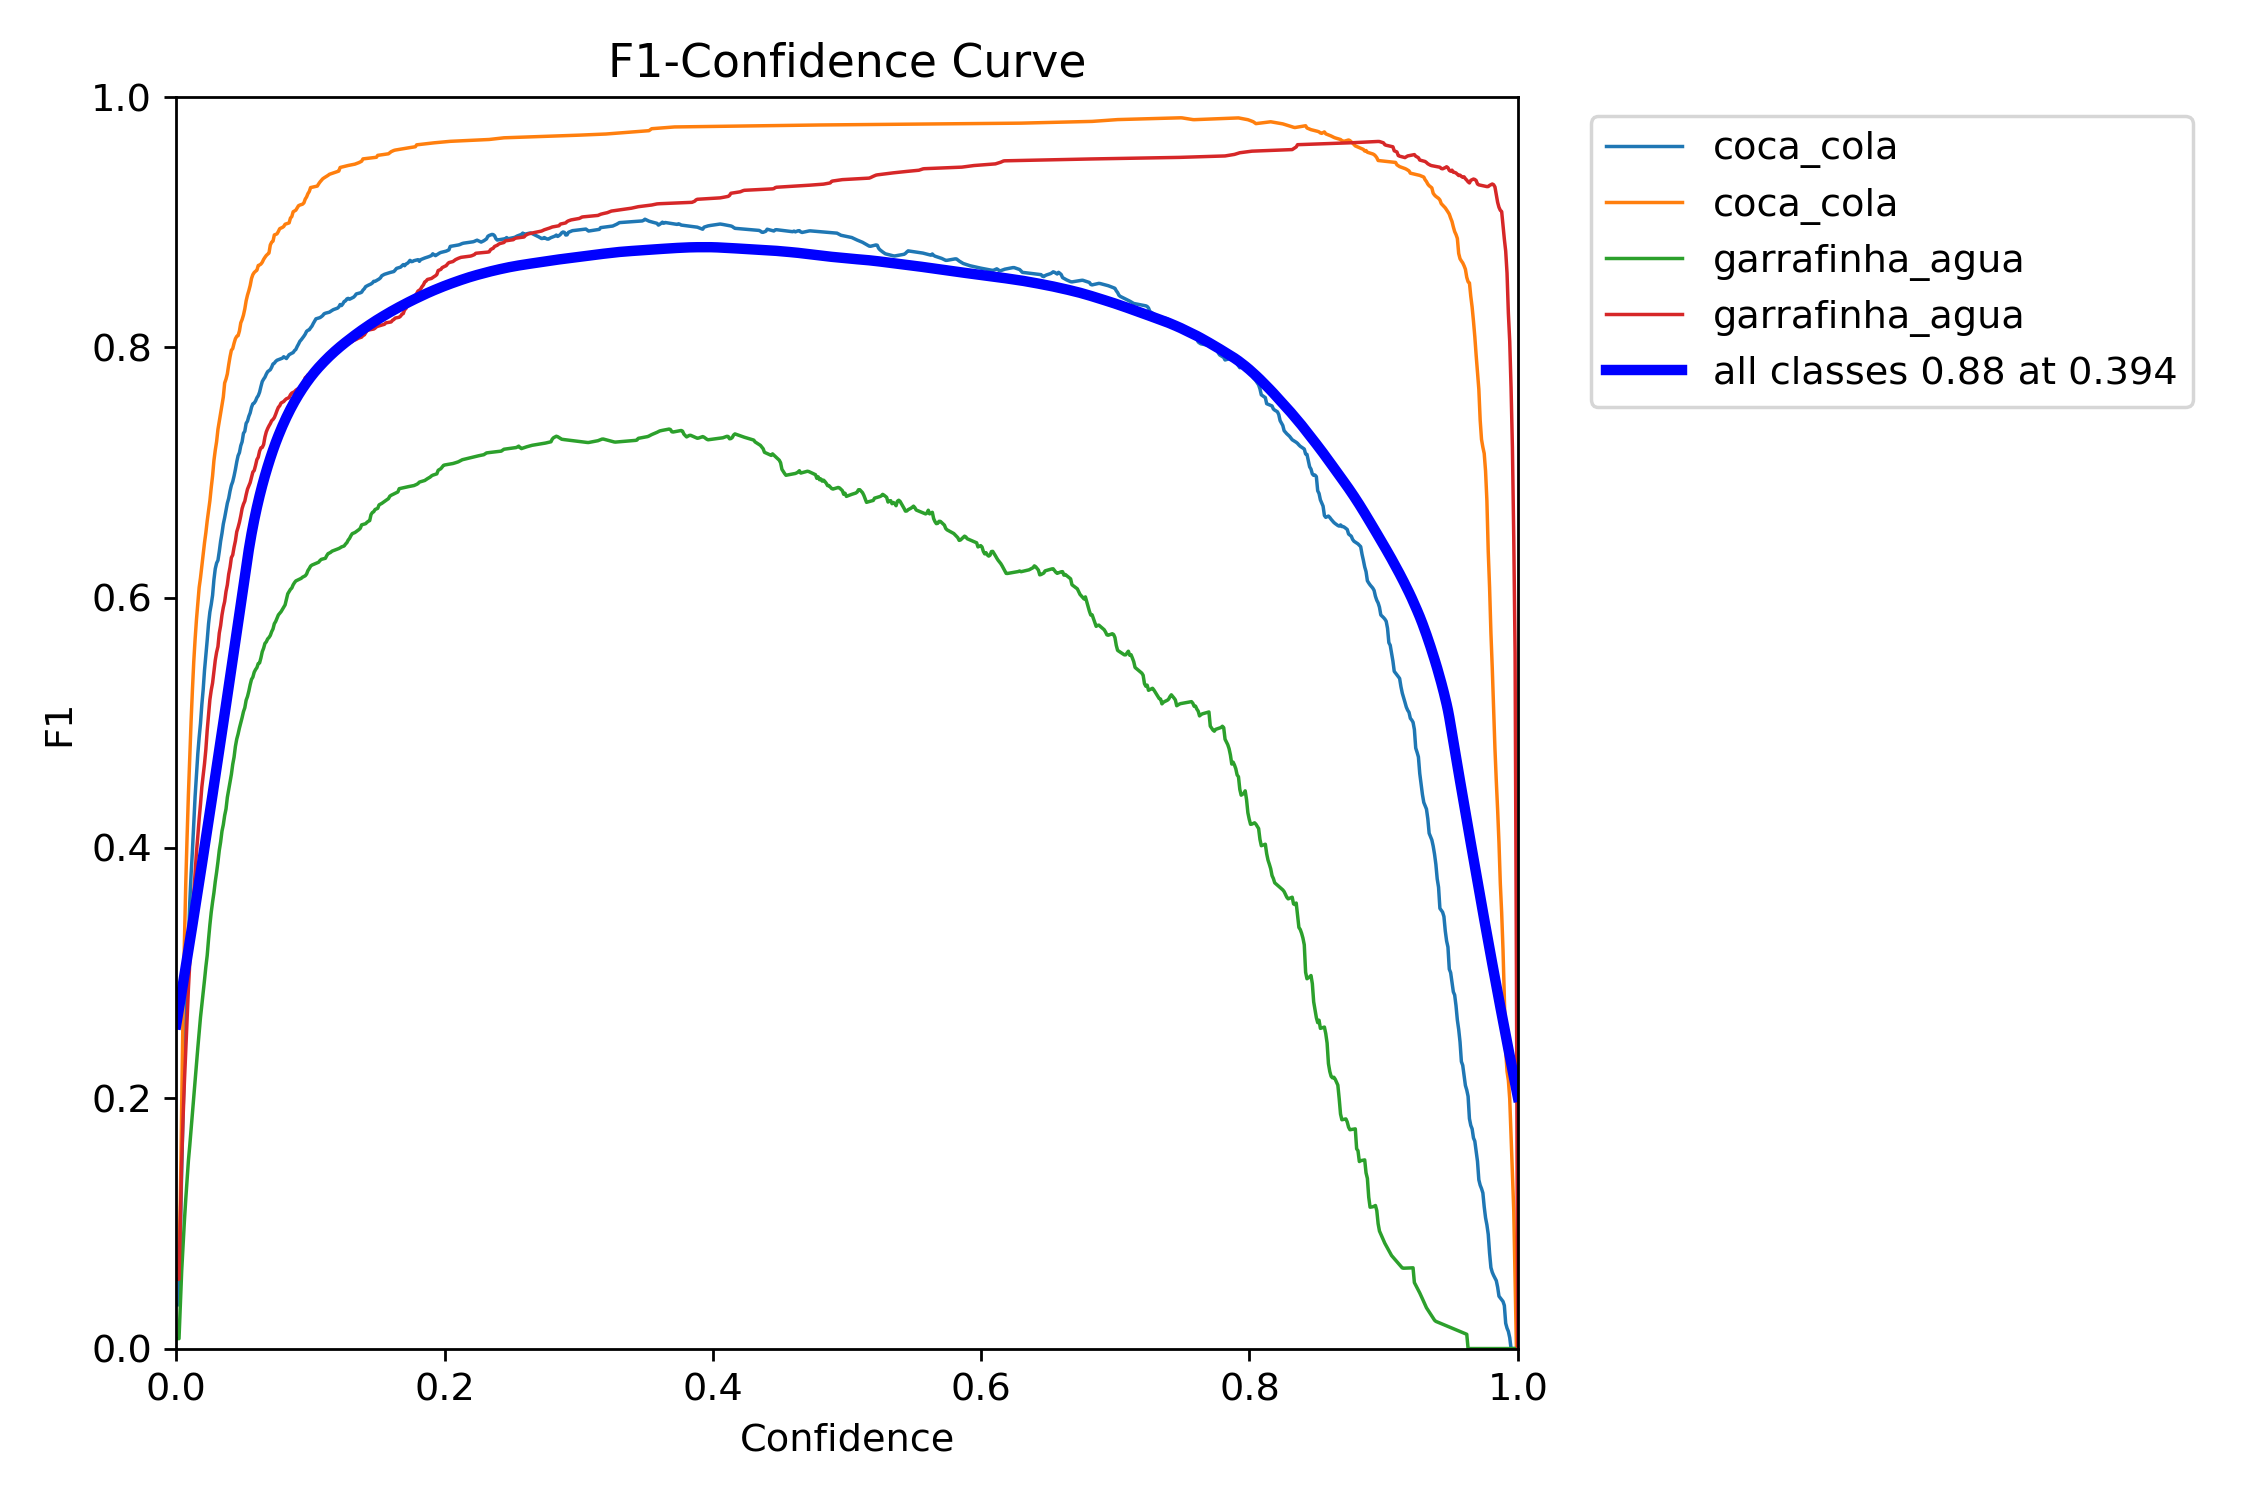 F1-Confidence Curve
1.0
0.8
0.6
0.4
0.2
0.0
F1
0.0 0.2 0.4 0.6 0.8 1.0
Confidence
coca_cola
coca_cola
garrafinha_agua
garrafinha_agua
all classes 0.88 at 0.394